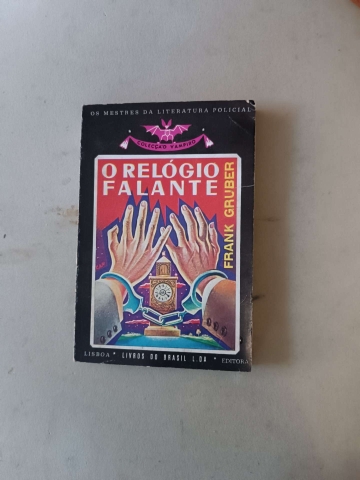 OS MESTRES DA LITERATURA POLICIAL
COLECÇÃO VAMPIRO
O RELÓGIO
FALANTE
FRANK GRUBER
LISBOA * LIVROS DO BRASIL L.DA * EDITORA